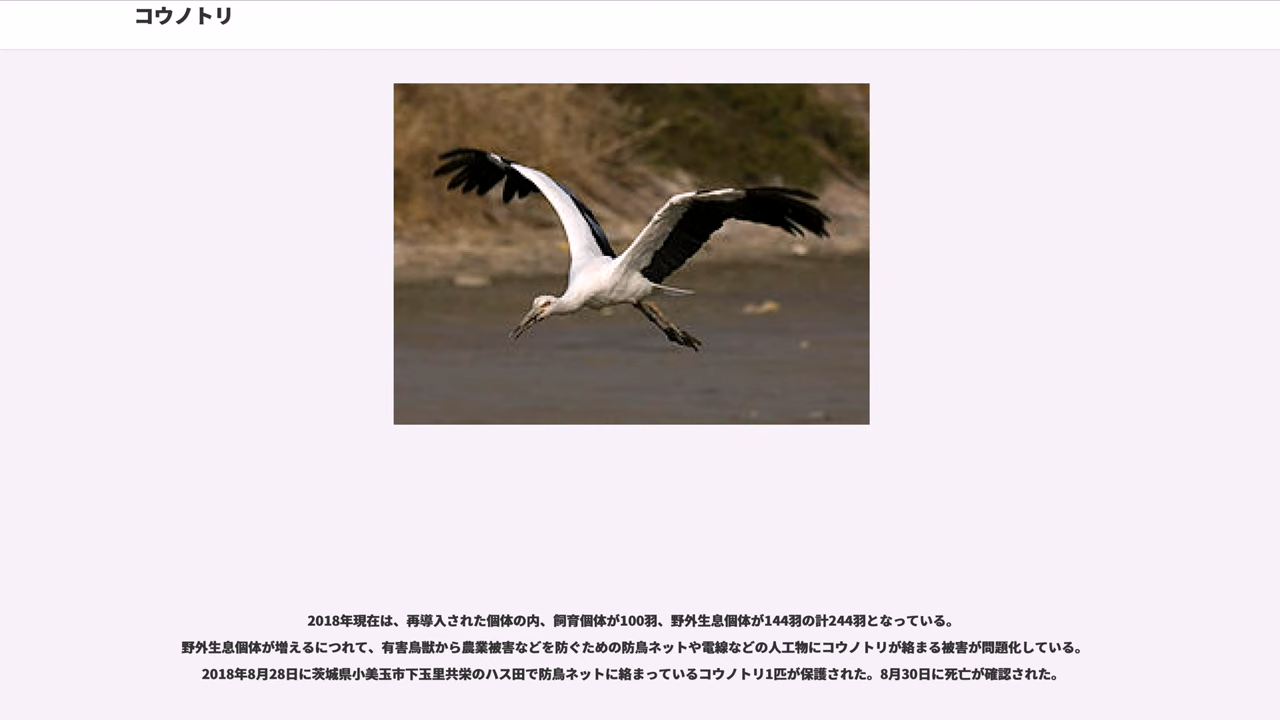 コウノトリ
2018年現在は、再導入された個体の内、飼育個体が100羽、野外生息個体が144羽の計244羽となっている。
野外生息個体が増えるにつれて、有害鳥獣から農業被害などを防ぐための防鳥ネットや電線などの人工物にコウノトリが絡まる被害が問題化している。
2018年8月28日に茨城県小美玉市下玉里共栄のハス田で防鳥ネットに絡まっているコウノトリ1匹が保護された。8月30日に死亡が確認された。